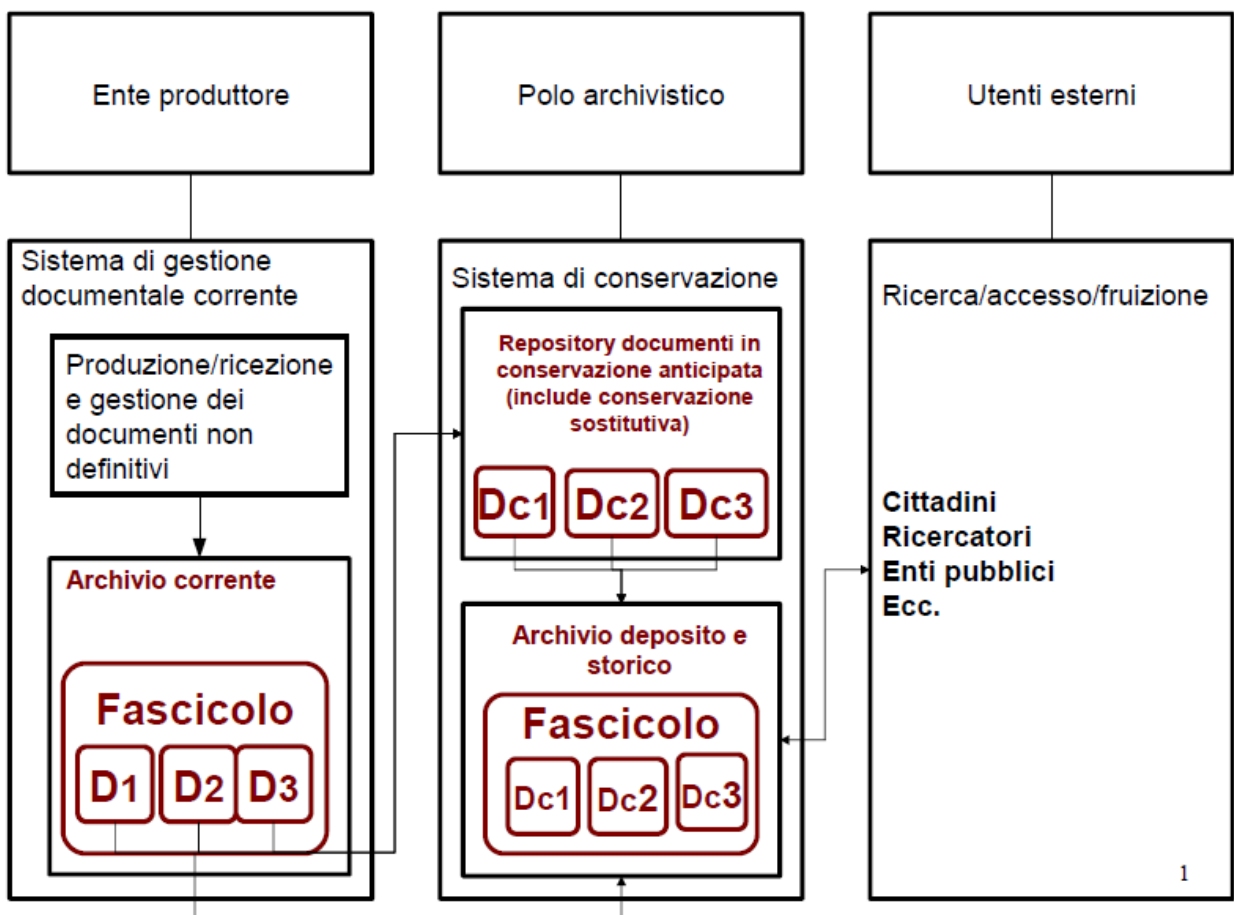 Ente produttore
Polo archivistico
Utenti esterni
Sistema di gestione
documentale corrente
Produzione/ricezione
e gestione dei
documenti non
definitivi
Archivio corrente
Fascicolo
D1
D2
D3
Sistema di conservazione
Repository documenti in
conservazione anticipata
(include conservazione
sostitutiva)
Dc1
Dc2
Dc3
Archivio deposito e
storico
Fascicolo
Dc1
Dc2
Dc3
Ricerca/accesso/fruizione
Cittadini
Ricercatori
Enti pubblici
Ecc.
1